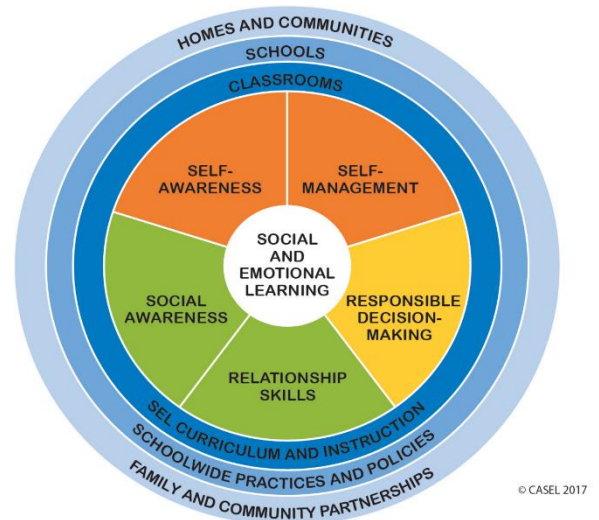 HOMES AND COMMUNITIES
SCHOOLS
CLASSROOMS
SELF-
AWARENESS
SELF-
MANAGEMENT
SOCIAL
AND
EMOTIONAL
LEARNING
SOCIAL
AWARENESS
RESPONSIBLE
DECISION-
MAKING
RELATIONSHIP
SKILLS
SEL CURRICULUM AND INSTRUCTION
SCHOOLWIDE PRACTICES AND POLICIES
FAMILY AND COMMUNITY PARTNERSHIPS
© CASEL 2017